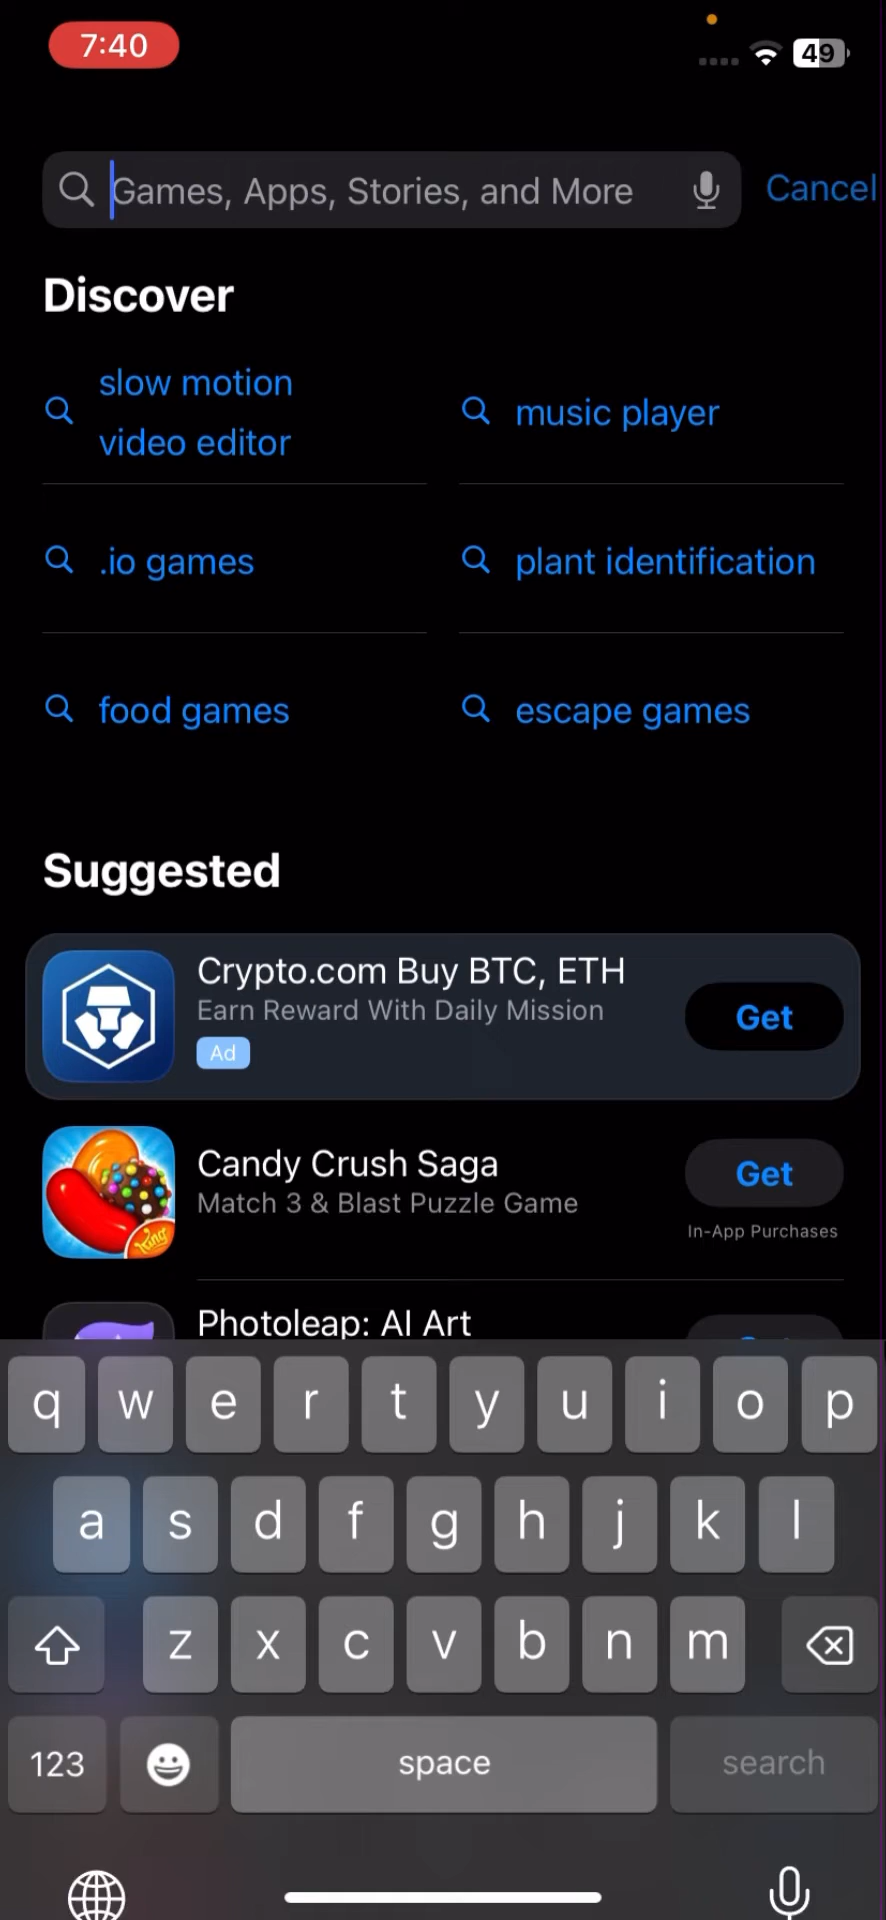 7:40
49
Games, Apps, Stories, and More
Cancel
Discover
slow motion
video editor
music player
.io games
plant identification
food games
escape games
Suggested
Crypto.com Buy BTC, ETH
Earn Reward With Daily Mission
Ad
Get
Candy Crush Saga
Match 3 & Blast Puzzle Game
Get
In-App Purchases
King
Photoleap: AI Art
q w e r t y u i o p
a s d f g h j k l
z x c v b n m
123 space search